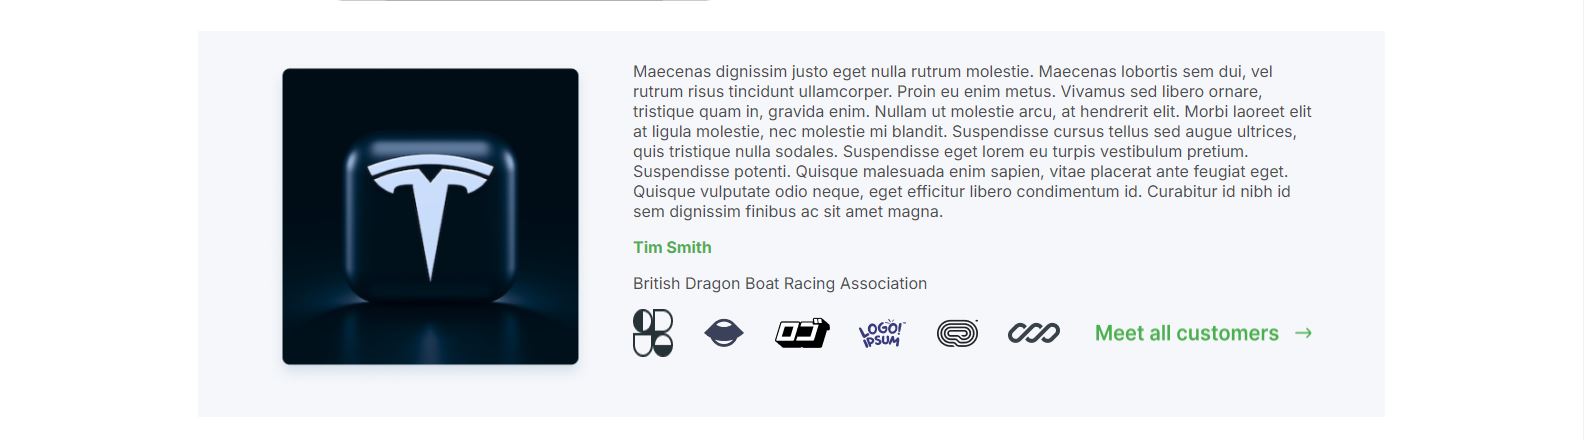 Maecenas dignissim justo eget nulla rutrum molestie. Maecenas lobortis sem dui, vel
rutrum risus tincidunt ullamcorper. Proin eu enim metus. Vivamus sed libero ornare,
tristique quam in, gravida enim. Nullam ut molestie arcu, at hendrerit elit. Morbi laoreet elit
at ligula molestie, nec molestie mi blandit. Suspendisse cursus tellus sed augue ultrices,
quis tristique nulla sodales. Suspendisse eget lorem eu turpis vestibulum pretium.
Suspendisse potenti. Quisque malesuada enim sapien, vitae placerat ante feugiat eget.
Quisque vulputate odio neque, eget efficitur libero condimentum id. Curabitur id nibh id
sem dignissim finibus ac sit amet magna.
Tim Smith
British Dragon Boat Racing Association
LOGO!
IPSUM
Meet all customers →